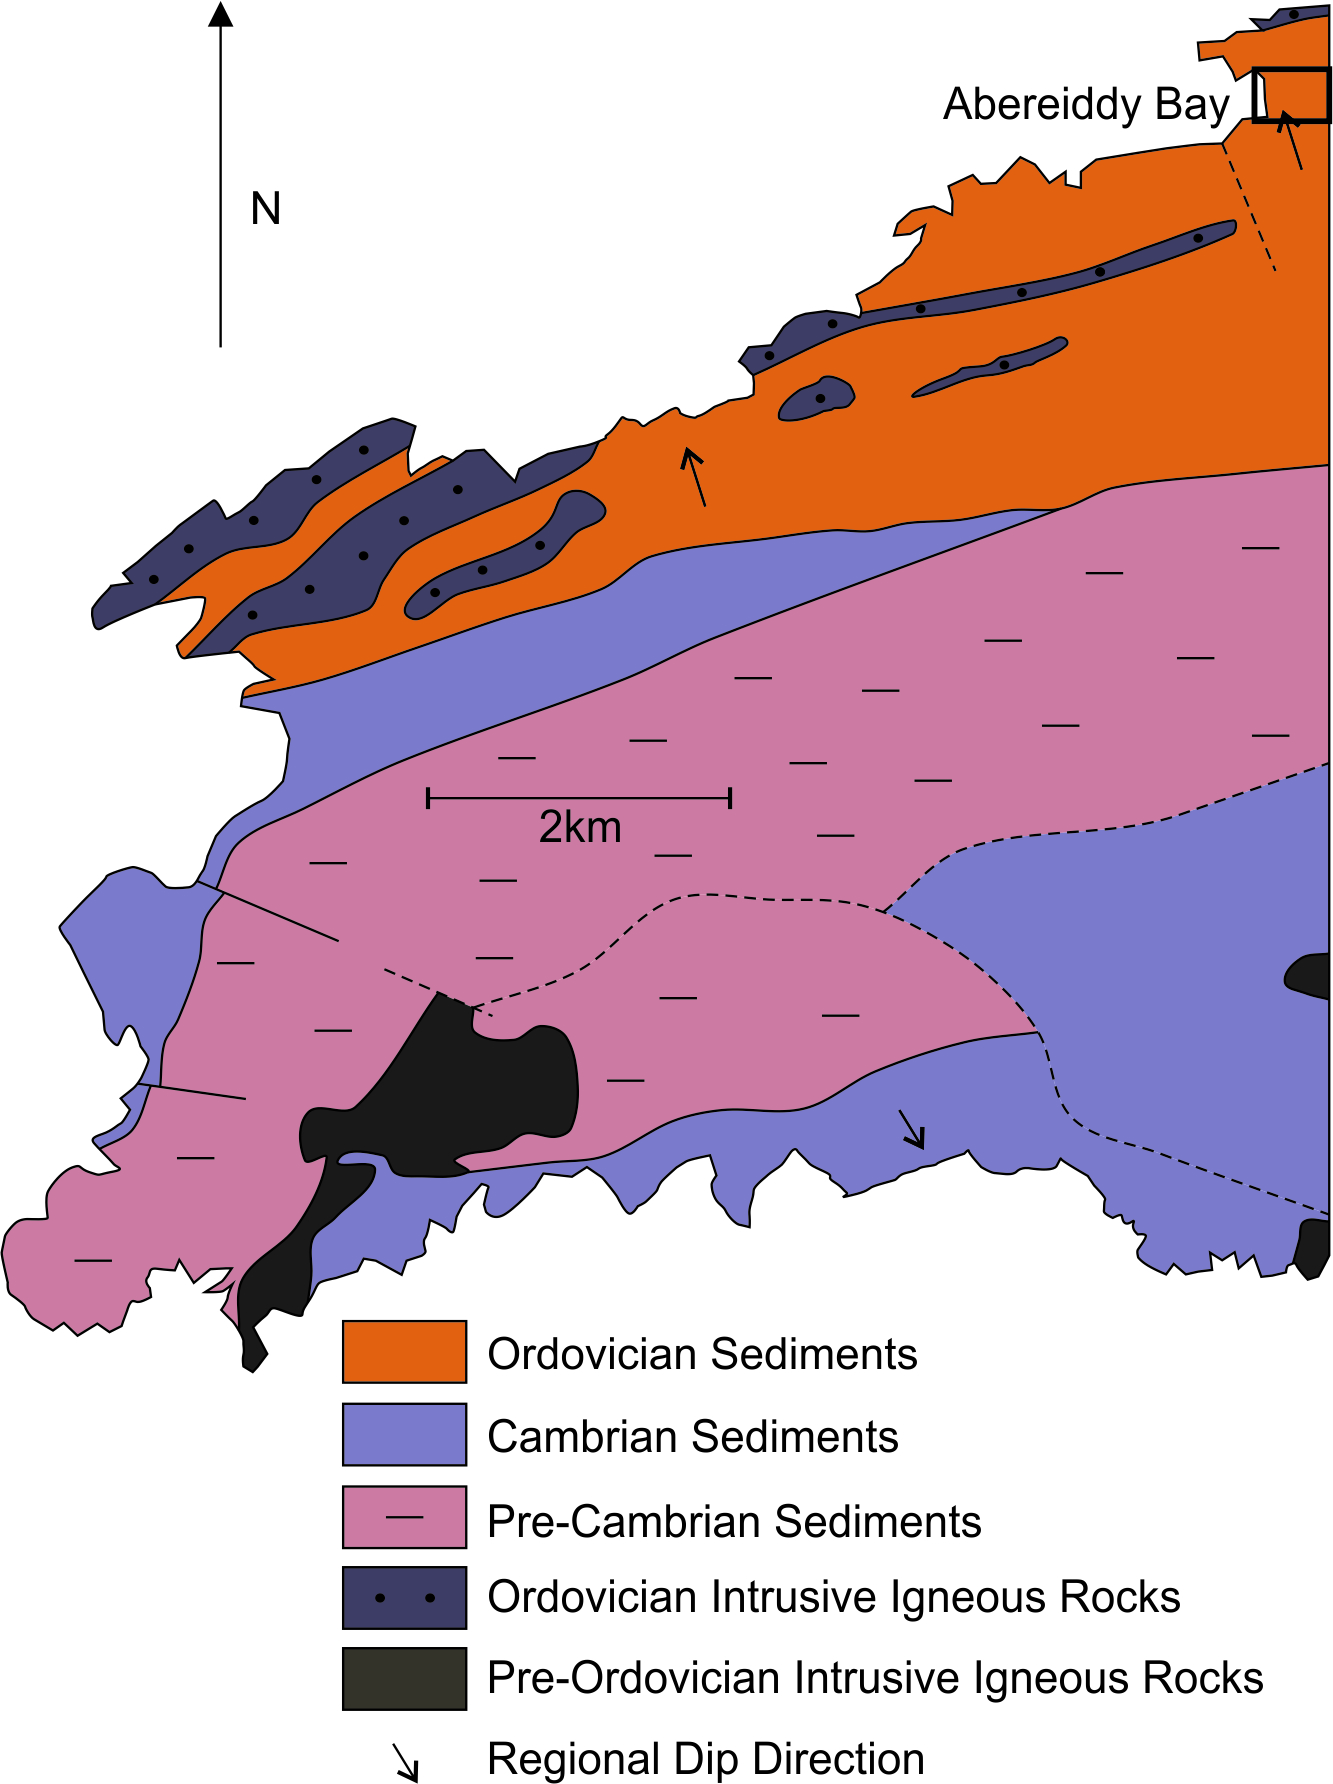 Abereiddy Bay
N
2km
Ordovician Sediments
Cambrian Sediments
Pre-Cambrian Sediments
Ordovician Intrusive Igneous Rocks
Pre-Ordovician Intrusive Igneous Rocks
Regional Dip Direction